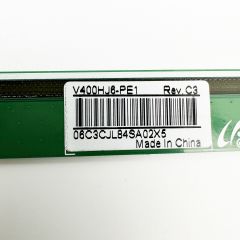 V400HJ6-PE1 Rev.C3
06C3CJL84SA02X5
Made In China